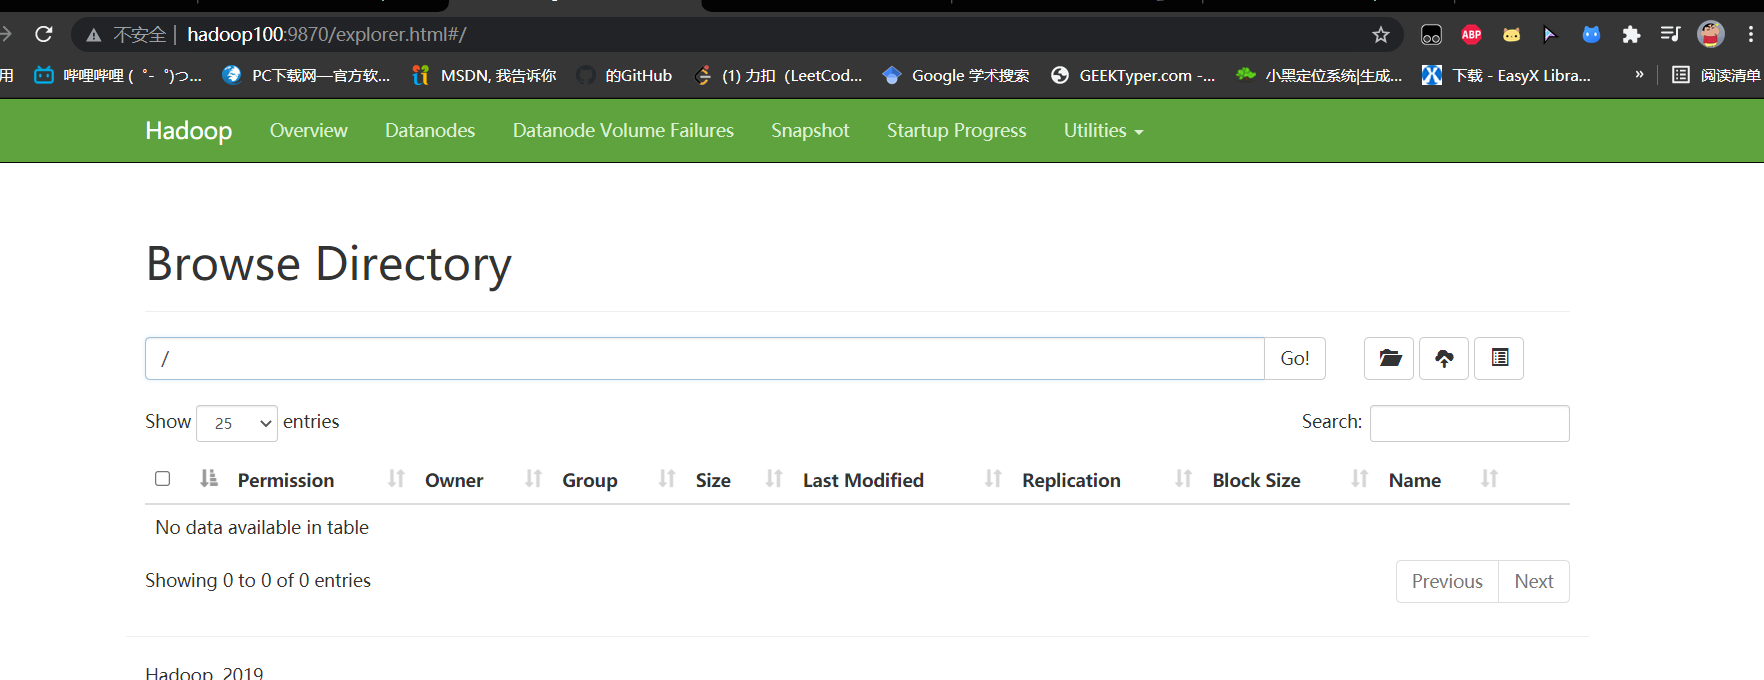 不安全 | hadoop100:9870/explorer.html#/
ABP
用 哔哩哔哩 ( ゜- ゜)つ... PC下载网—官方软... MSDN, 我告诉你 的GitHub (1) 力扣（LeetCod... Google 学术搜索 GEEKTyper.com -... 小黑定位系统|生成... 下载 - EasyX Libra... » 阅读清单
Hadoop Overview Datanodes Datanode Volume Failures Snapshot Startup Progress Utilities
Browse Directory
/ Go!
Show 25 entries Search:
Permission Owner Group Size Last Modified Replication Block Size Name
No data available in table
Showing 0 to 0 of 0 entries Previous Next
Hadoop, 2019